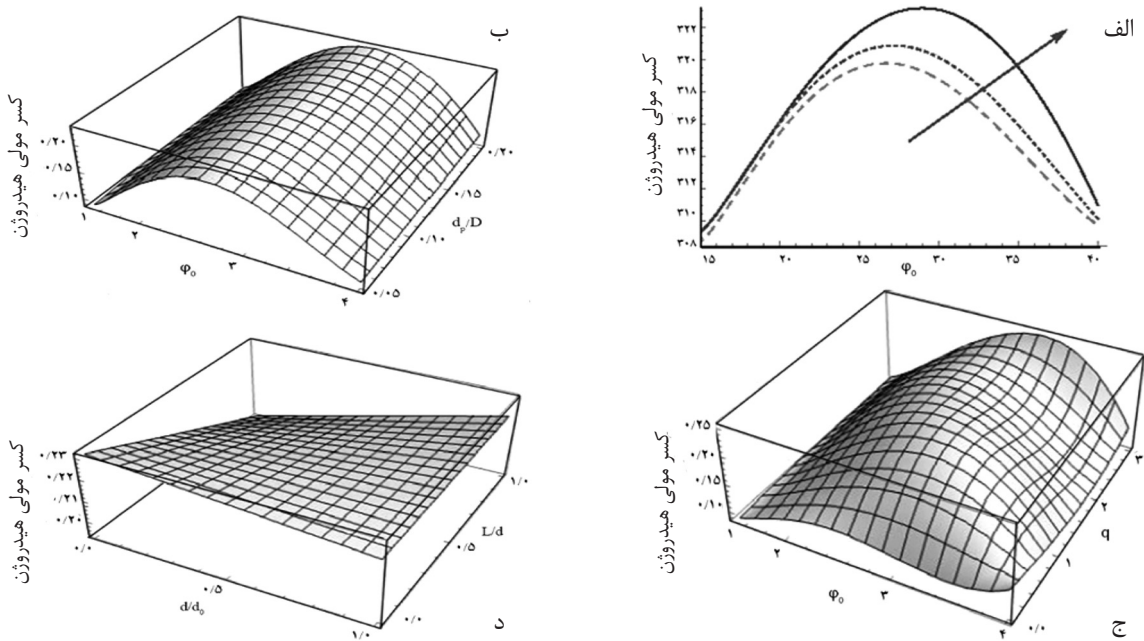 الف
کسر مولی هیدروژن
۳۲۲
۳۲۰
۳۱۸
۳۱۶
۳۱۴
۳۱۲
۳۱۰
۳۰۸
۱۵ ۲۰ ۲۵ ۳۰ ۳۵ ۴۰
φ₀
ب
کسر مولی هیدروژن
۰/۲۰
۰/۱۵
۰/۱۰
۱ ۲ ۳ ۴
φ₀
۰/۰۵ ۰/۱۰ ۰/۱۵ ۰/۲۰
dₚ/D
ج
کسر مولی هیدروژن
۰/۲۵
۰/۲۰
۰/۱۵
۰/۱۰
۱ ۲ ۳ ۴
φ₀
۰/۰ ۱ ۲ ۳
q
د
کسر مولی هیدروژن
۰/۲۳
۰/۲۲
۰/۲۱
۰/۲۰
۰/۰ ۰/۵ ۱/۰
d/d₀
۰/۰ ۰/۵ ۱/۰
L/d